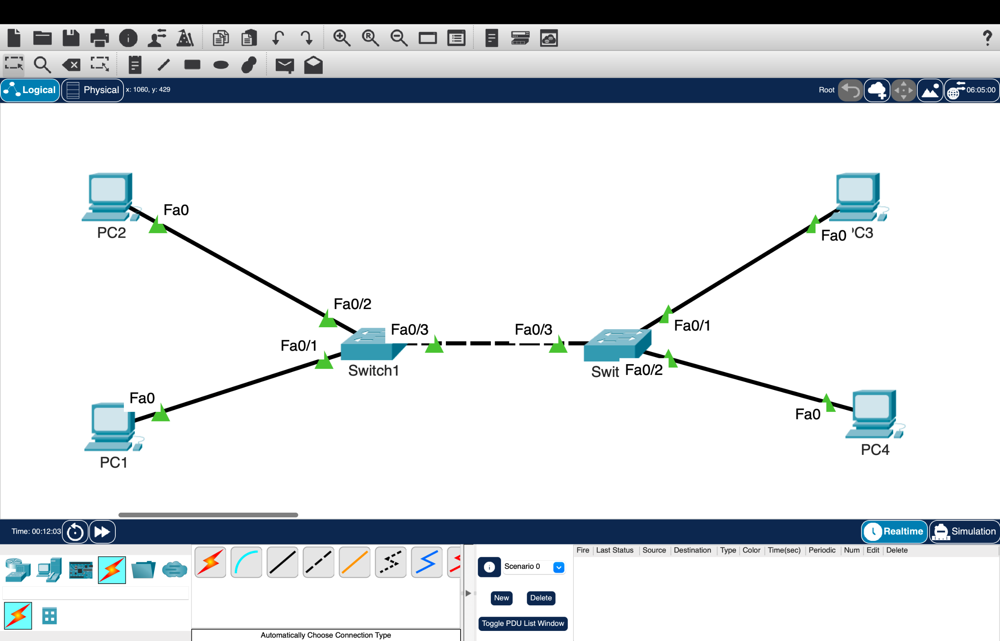 Logical
Physical
x: 1060, y: 429
Root
06:05:00
PC2
Fa0
Fa0
'C3
Fa0/2
Fa0/3
Fa0/3
Fa0/1
Fa0/1
Switch1
Swit
Fa0/2
Fa0
PC1
Fa0
PC4
Time: 00:12:03
Realtime
Simulation
Fire Last Status Source Destination Type Color Time(sec) Periodic Num Edit Delete
Scenario 0
New
Delete
Toggle PDU List Window
Automatically Choose Connection Type